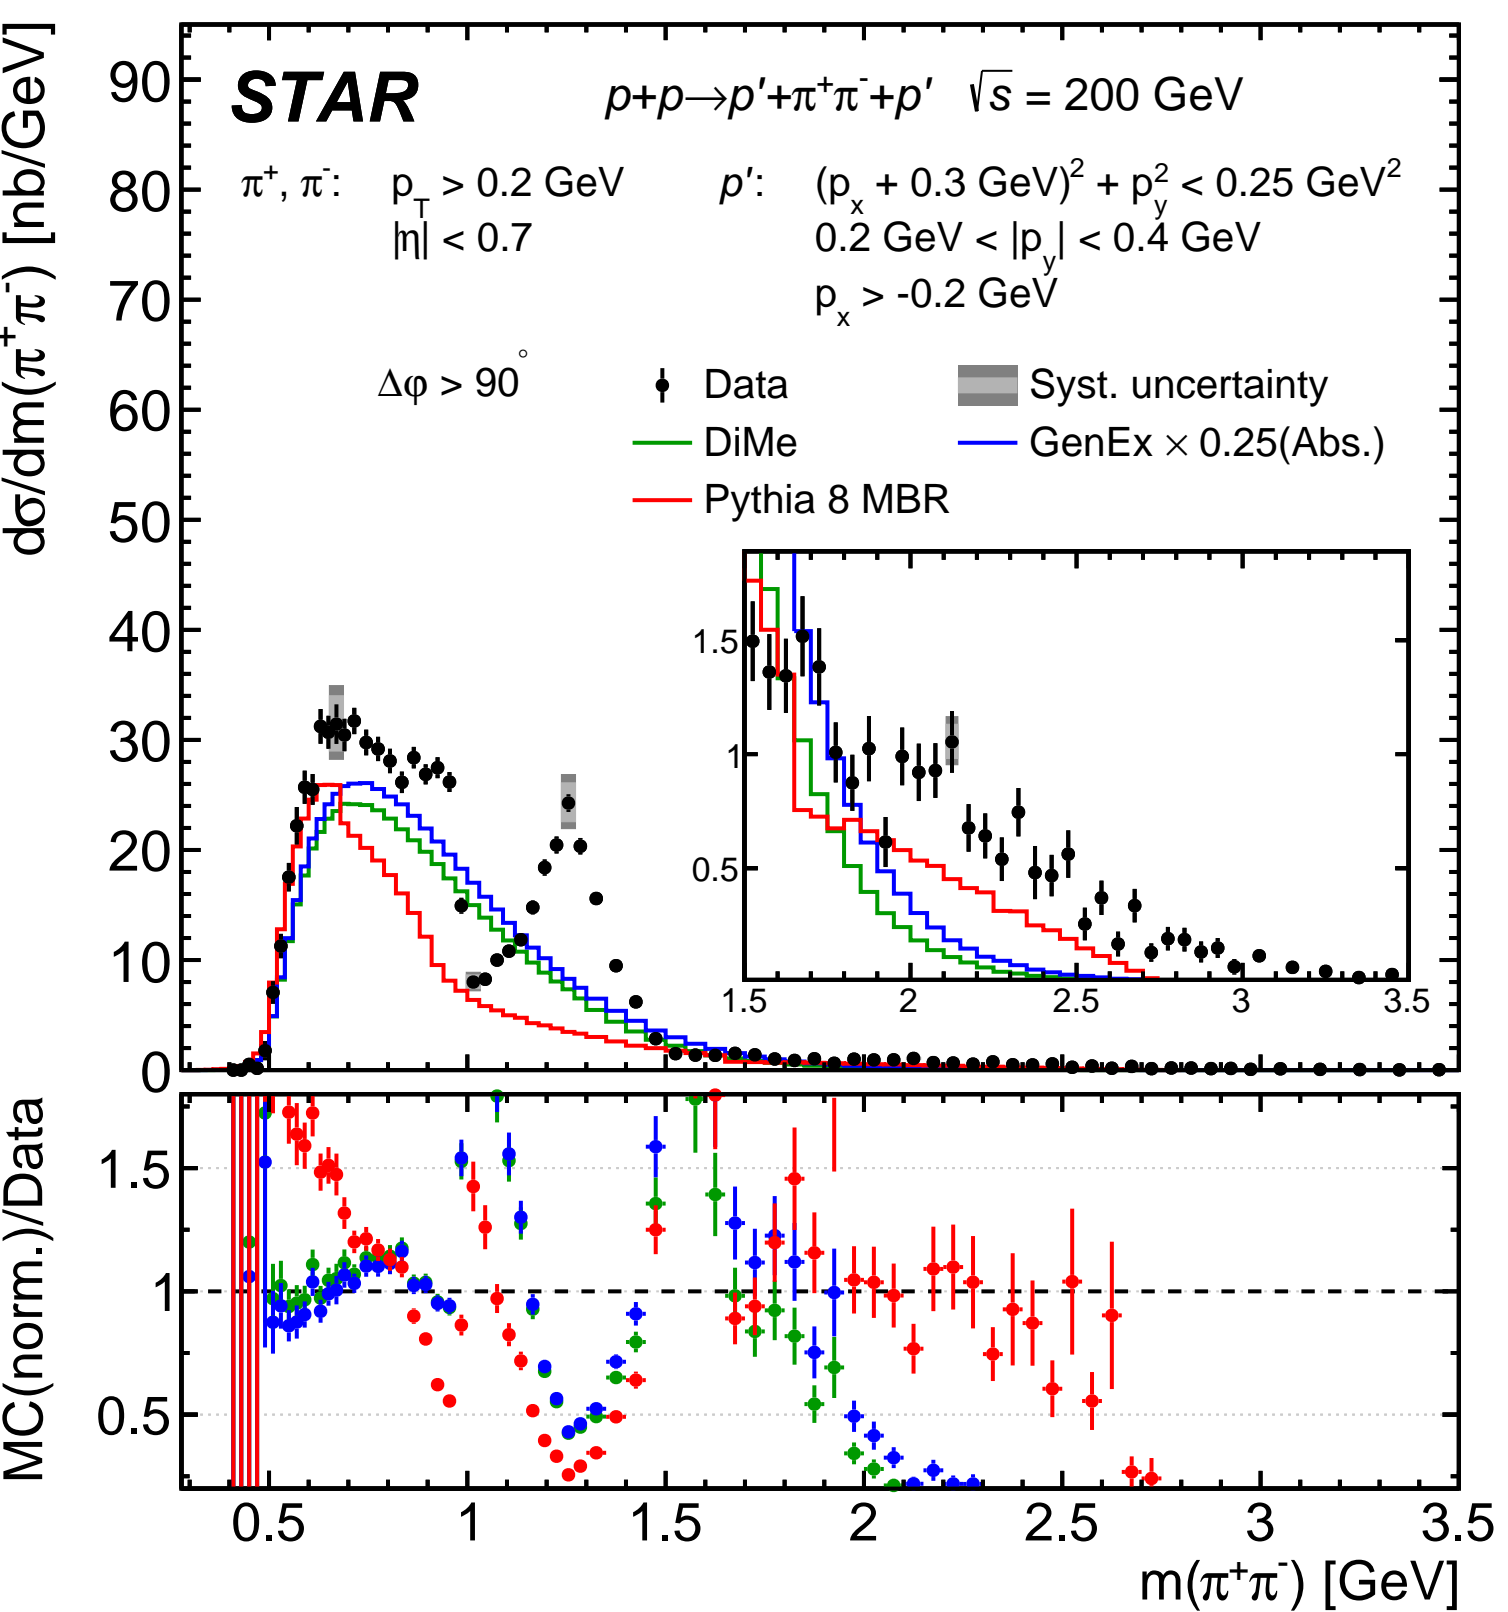 STAR
p+p→p′+π⁺π⁻+p′ √s = 200 GeV
π⁺, π⁻: p_T > 0.2 GeV p′: (p_x + 0.3 GeV)² + p_y² < 0.25 GeV²
|η| < 0.7 0.2 GeV < |p_y| < 0.4 GeV
p_x > -0.2 GeV
Δφ > 90°
Data
Syst. uncertainty
DiMe
GenEx × 0.25(Abs.)
Pythia 8 MBR
dσ/dm(π⁺π⁻) [nb/GeV]
90
80
70
60
50
40
30
20
10
0
1.5
1
0.5
1.5 2 2.5 3 3.5
MC(norm.)/Data
1.5
1
0.5
0.5 1 1.5 2 2.5 3 3.5
m(π⁺π⁻) [GeV]